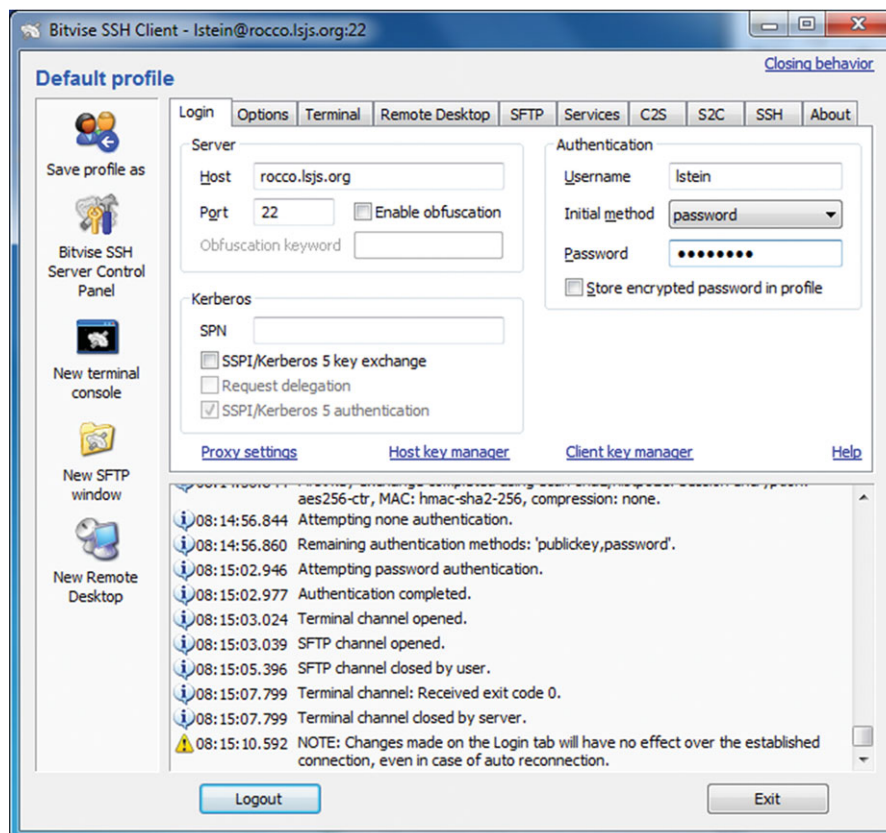 Bitvise SSH Client - lstein@rocco.lsjs.org:22
Default profile
Closing behavior
Save profile as
Bitvise SSH
Server Control
Panel
New terminal
console
New SFTP
window
New Remote
Desktop
Login Options Terminal Remote Desktop SFTP Services C2S S2C SSH About
Server
Host rocco.lsjs.org
Port 22 Enable obfuscation
Obfuscation keyword
Kerberos
SPN
SSPI/Kerberos 5 key exchange
Request delegation
SSPI/Kerberos 5 authentication
Authentication
Username lstein
Initial method password
Password ••••••••
Store encrypted password in profile
Proxy settings Host key manager Client key manager Help
aes256-ctr, MAC: hmac-sha2-256, compression: none.
08:14:56.844 Attempting none authentication.
08:14:56.860 Remaining authentication methods: 'publickey,password'.
08:15:02.946 Attempting password authentication.
08:15:02.977 Authentication completed.
08:15:03.024 Terminal channel opened.
08:15:03.039 SFTP channel opened.
08:15:05.396 SFTP channel closed by user.
08:15:07.799 Terminal channel: Received exit code 0.
08:15:07.799 Terminal channel closed by server.
08:15:10.592 NOTE: Changes made on the Login tab will have no effect over the established
connection, even in case of auto reconnection.
Logout Exit